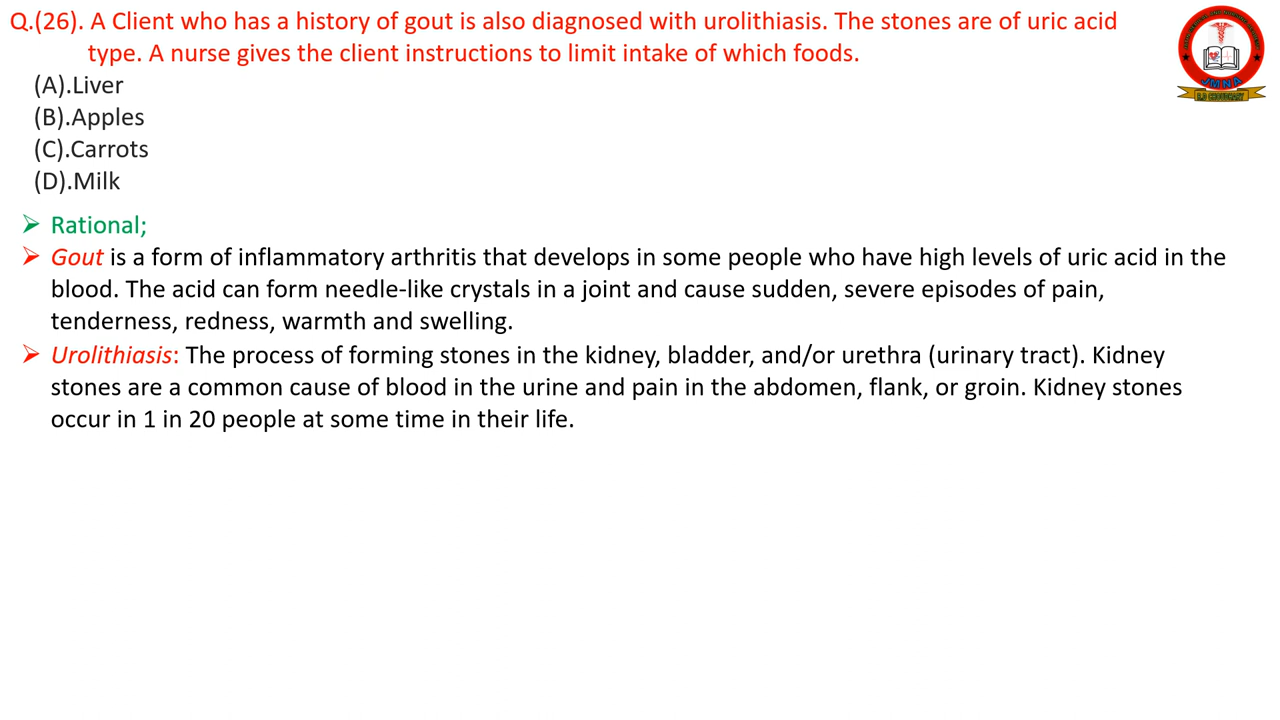 Q.(26). A Client who has a history of gout is also diagnosed with urolithiasis. The stones are of uric acid
type. A nurse gives the client instructions to limit intake of which foods.
(A).Liver
(B).Apples
(C).Carrots
(D).Milk
Rational;
Gout is a form of inflammatory arthritis that develops in some people who have high levels of uric acid in the
blood. The acid can form needle-like crystals in a joint and cause sudden, severe episodes of pain,
tenderness, redness, warmth and swelling.
Urolithiasis: The process of forming stones in the kidney, bladder, and/or urethra (urinary tract). Kidney
stones are a common cause of blood in the urine and pain in the abdomen, flank, or groin. Kidney stones
occur in 1 in 20 people at some time in their life.
JMNA